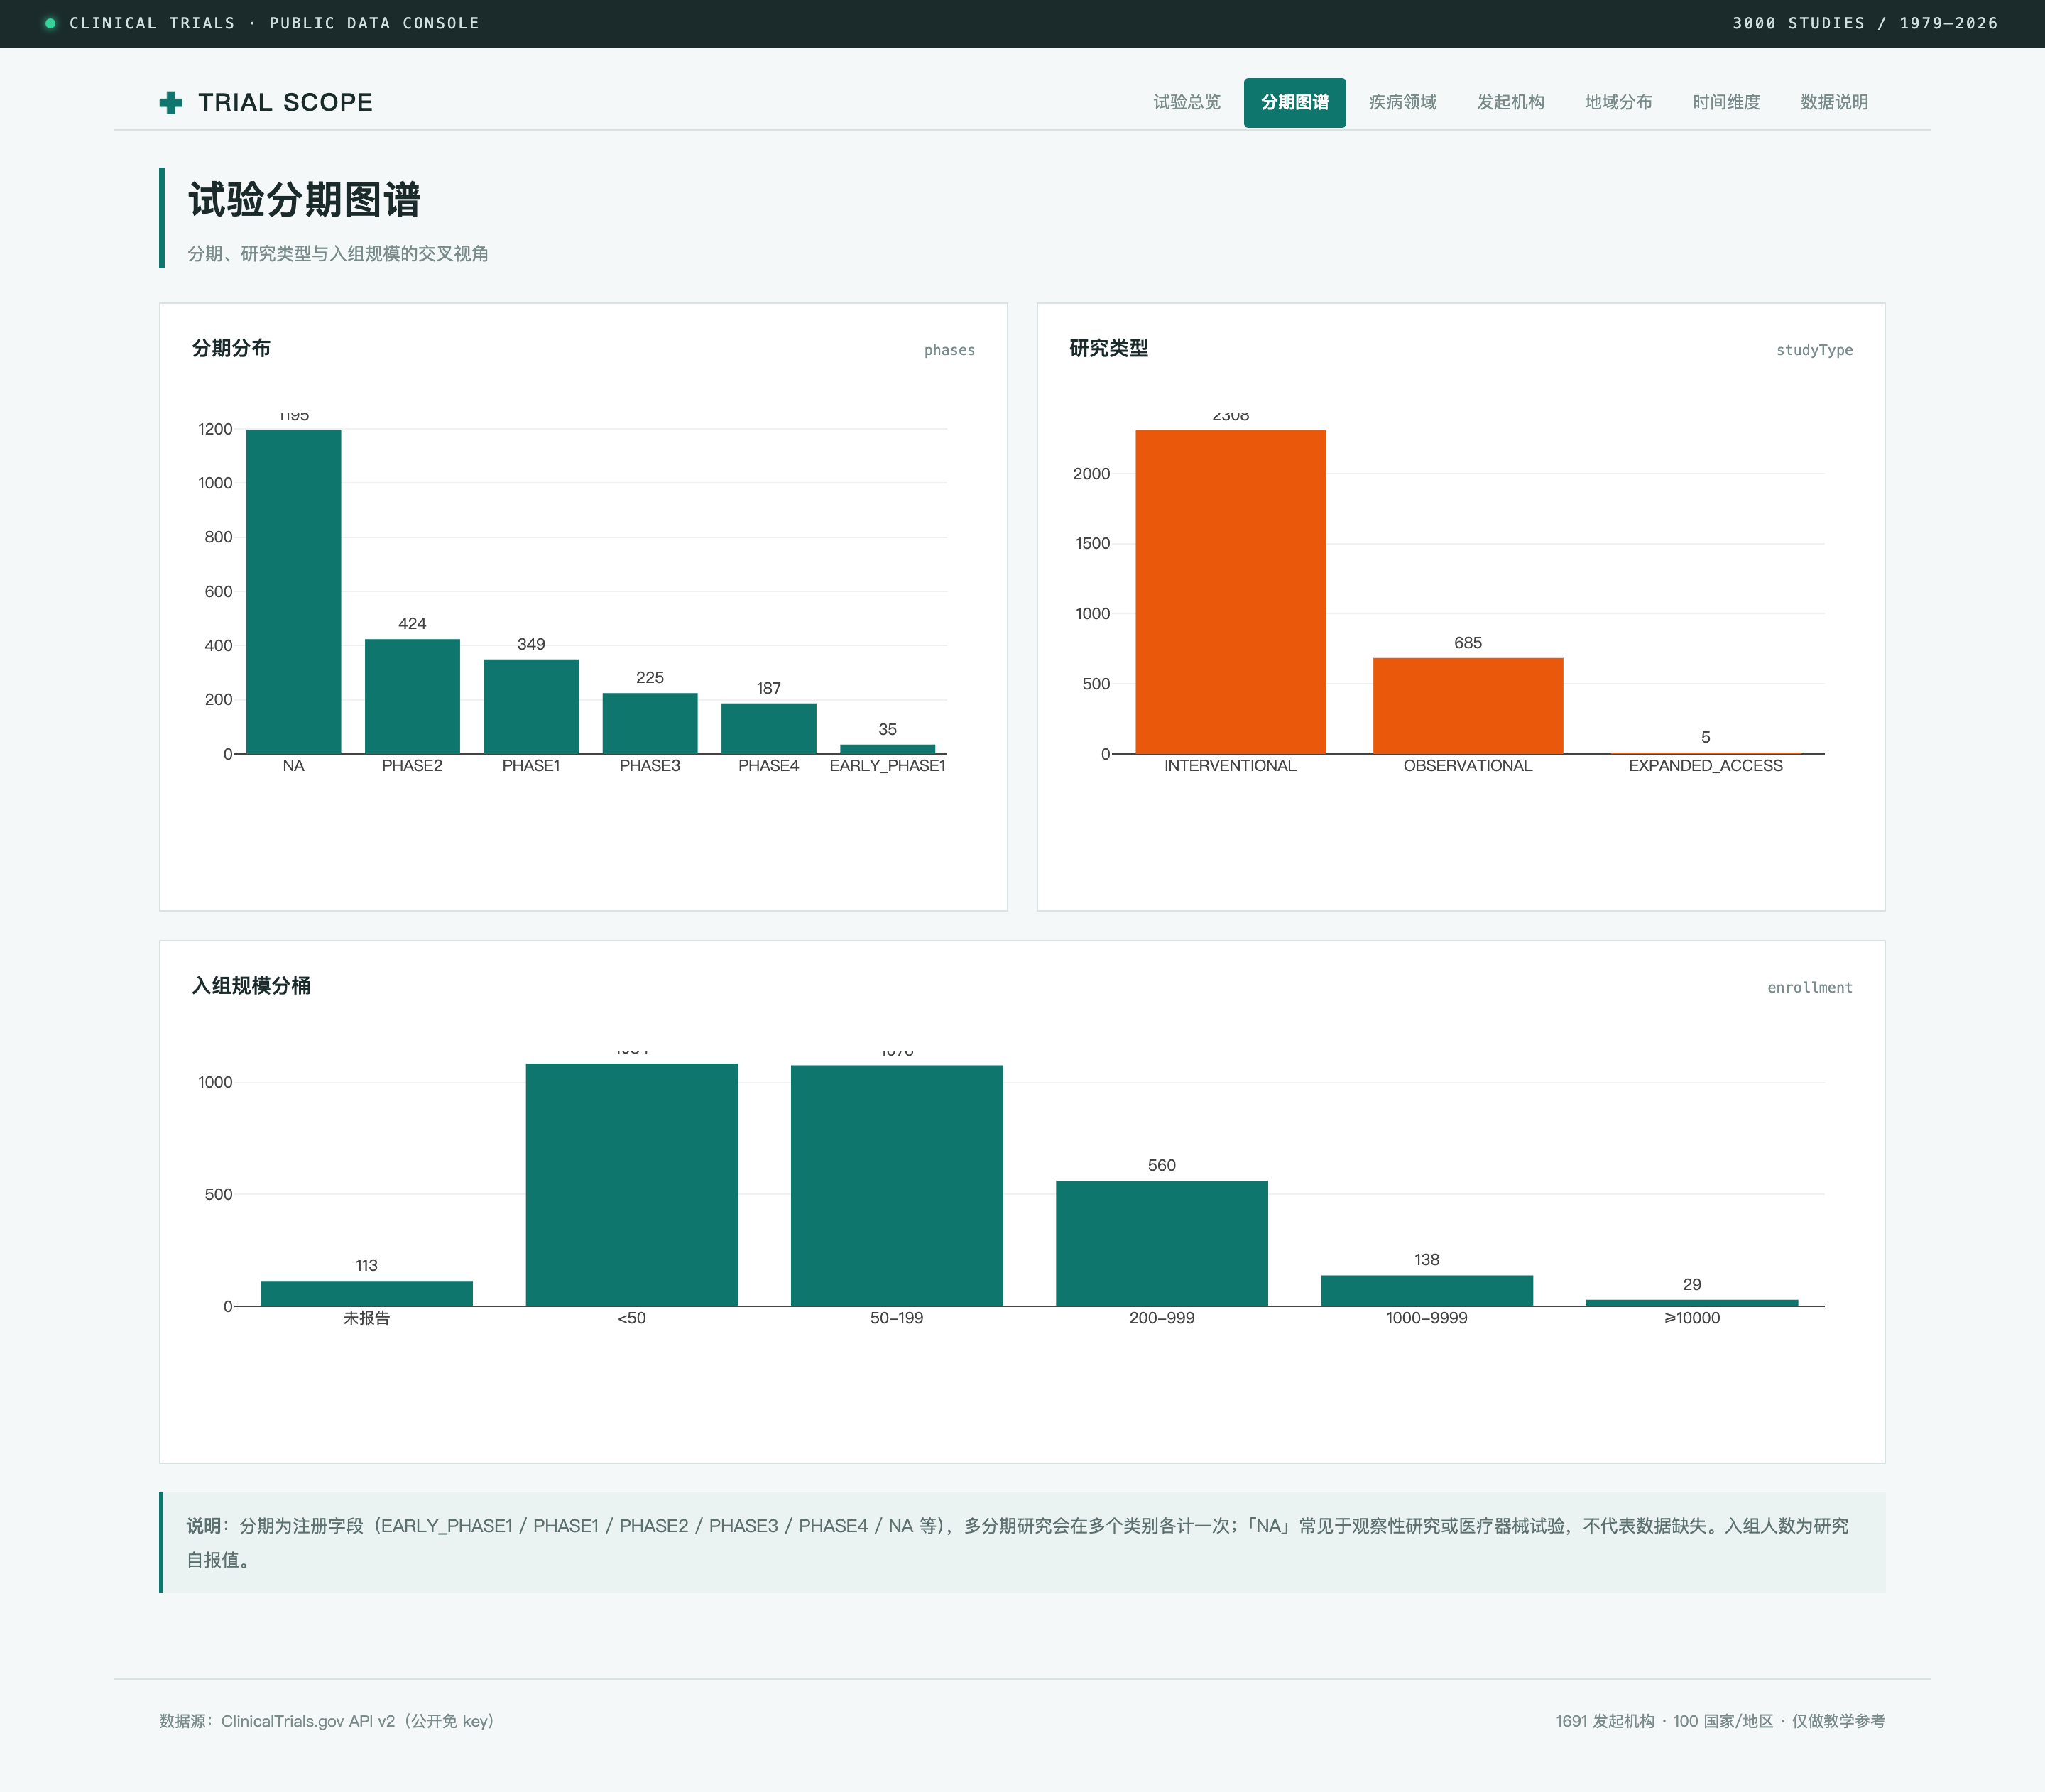 CLINICAL TRIALS · PUBLIC DATA CONSOLE
3000 STUDIES / 1979—2026
TRIAL SCOPE
试验总览
分期图谱
疾病领域
发起机构
地域分布
时间维度
数据说明
试验分期图谱
分期、研究类型与入组规模的交叉视角
分期分布
phases
1195
1200
1000
800
600
400
200
0
424
349
225
187
35
NA
PHASE2
PHASE1
PHASE3
PHASE4
EARLY_PHASE1
研究类型
studyType
2308
2000
1500
1000
500
0
685
5
INTERVENTIONAL
OBSERVATIONAL
EXPANDED_ACCESS
入组规模分桶
enrollment
1000
500
0
113
560
138
29
未报告
<50
50–199
200–999
1000–9999
≥10000
说明：分期为注册字段（EARLY_PHASE1 / PHASE1 / PHASE2 / PHASE3 / PHASE4 / NA 等），多分期研究会在多个类别各计一次；「NA」常见于观察性研究或医疗器械试验，不代表数据缺失。入组人数为研究
自报值。
数据源：ClinicalTrials.gov API v2（公开免 key）
1691 发起机构 · 100 国家/地区 · 仅做教学参考